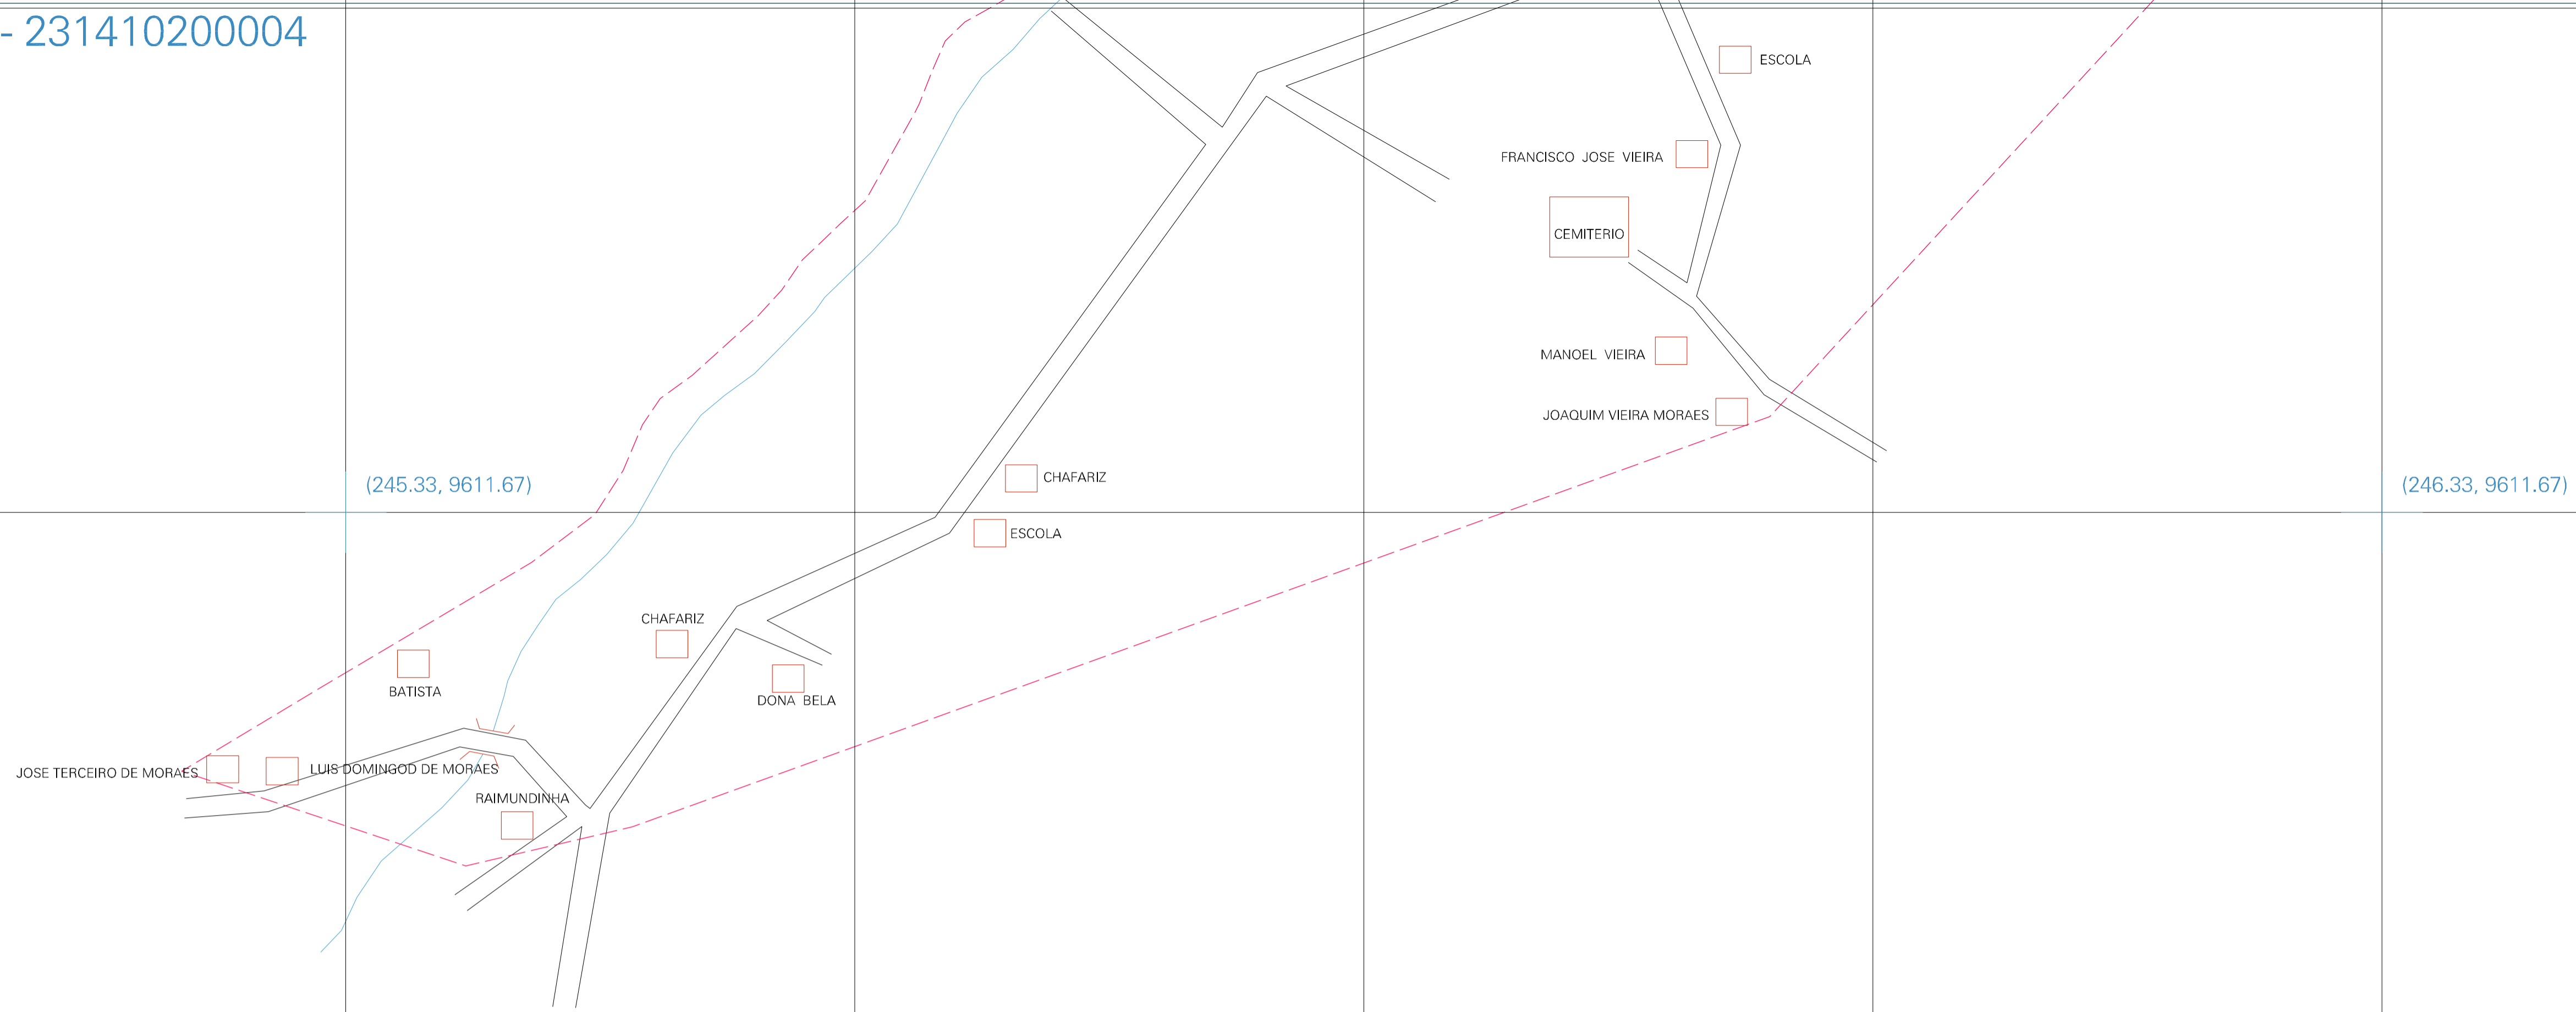 - 231410200004
ESCOLA
FRANCISCO JOSE VIEIRA
CEMITERIO
MANOEL VIEIRA
JOAQUIM VIEIRA MORAES
CHAFARIZ
(245.33, 9611.67)
(246.33, 9611.67)
ESCOLA
CHAFARIZ
BATISTA
DONA BELA
JOSE TERCEIRO DE MORAES
LUIS DOMINGOD DE MORAES
RAIMUNDINHA